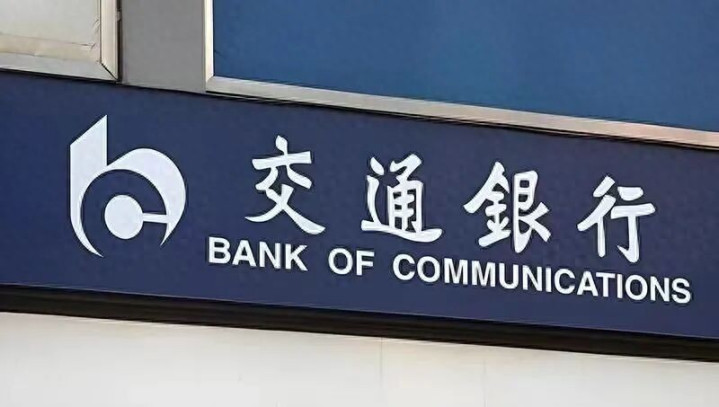 交通銀行
BANK OF COMMUNICATIONS